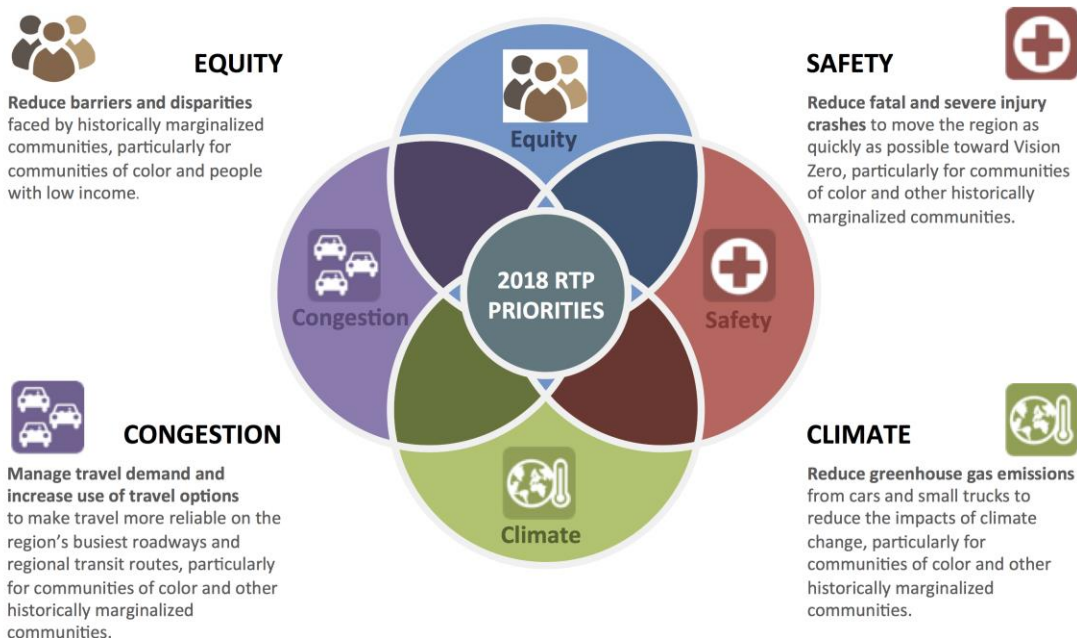 EQUITY
Reduce barriers and disparities
faced by historically marginalized
communities, particularly for
communities of color and people
with low income.
SAFETY
Reduce fatal and severe injury
crashes to move the region as
quickly as possible toward Vision
Zero, particularly for communities
of color and other historically
marginalized communities.
Equity
Congestion
2018 RTP
PRIORITIES
Safety
Climate
CONGESTION
Manage travel demand and
increase use of travel options
to make travel more reliable on the
region’s busiest roadways and
regional transit routes, particularly
for communities of color and other
historically marginalized
communities.
CLIMATE
Reduce greenhouse gas emissions
from cars and small trucks to
reduce the impacts of climate
change, particularly for
communities of color and other
historically marginalized
communities.